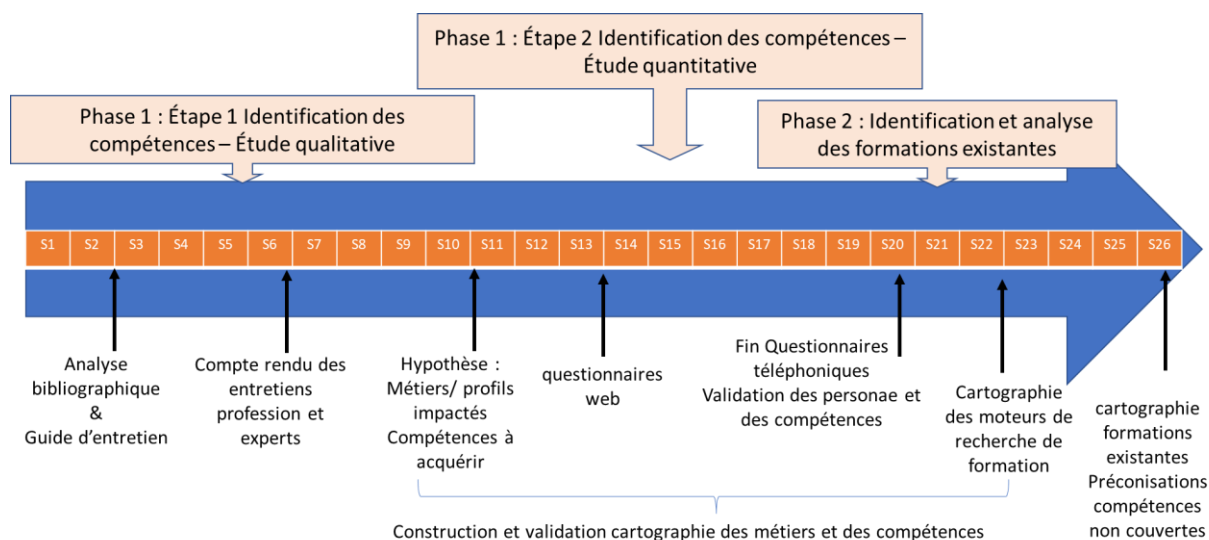 Phase 1 : Étape 2 Identification des compétences –
Étude quantitative
Phase 1 : Étape 1 Identification des
compétences – Étude qualitative
Phase 2 : Identification et analyse
des formations existantes
S1 S2 S3 S4 S5 S6 S7 S8 S9 S10 S11 S12 S13 S14 S15 S16 S17 S18 S19 S20 S21 S22 S23 S24 S25 S26
Analyse
bibliographique
&
Guide d’entretien
Compte rendu des
entretiens
profession et
experts
Hypothèse :
Métiers/ profils
impactés
Compétences à
acquérir
questionnaires
web
Fin Questionnaires
téléphoniques
Validation des personae et
des compétences
Cartographie
des moteurs de
recherche de
formation
cartographie
formations
existantes
Préconisations
compétences
non couvertes
Construction et validation cartographie des métiers et des compétences